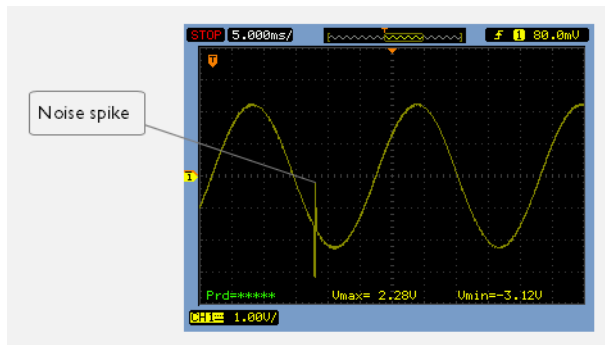 STOP 5.000ms/ T ƒ 1 80.0mV
T
Noise spike
1
Prd=***** Vmax= 2.28V Vmin=-3.12V
CH1 1.00V/